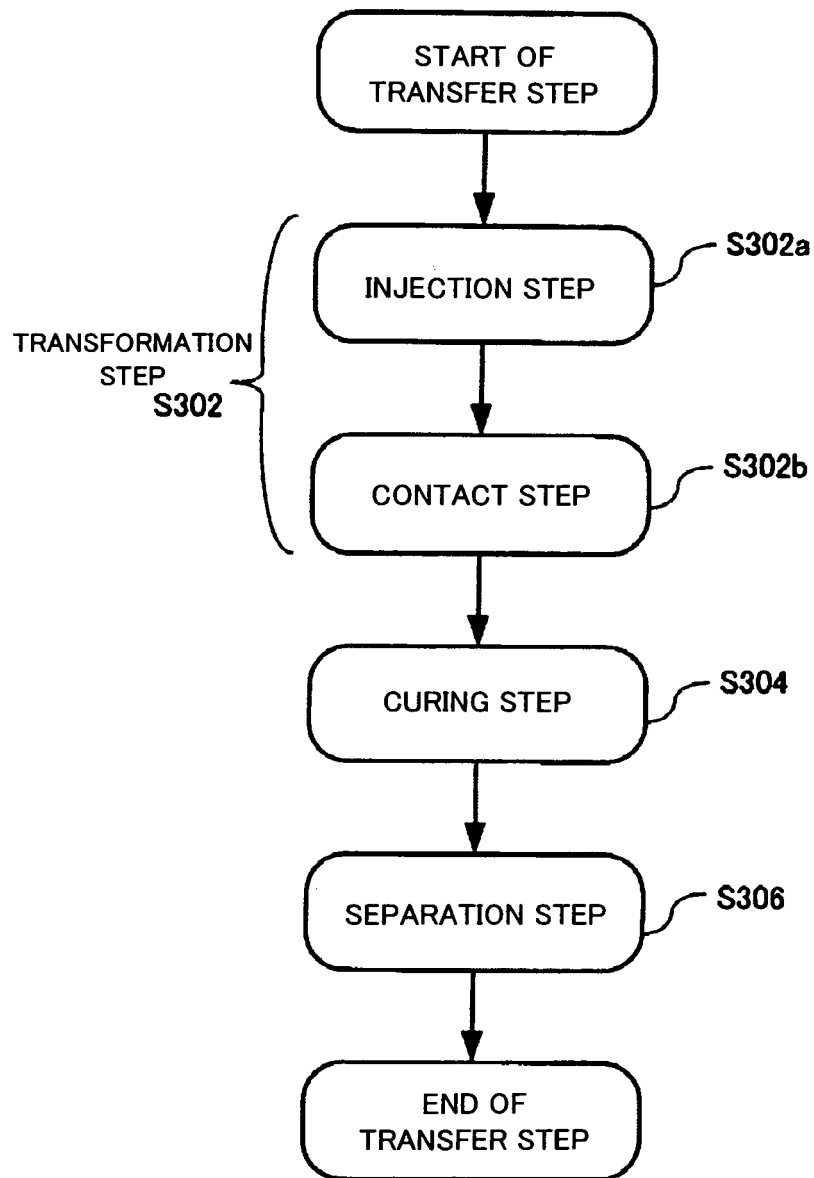 START OF
TRANSFER STEP
INJECTION STEP
S302a
TRANSFORMATION
STEP
S302
CONTACT STEP
S302b
CURING STEP
S304
SEPARATION STEP
S306
END OF
TRANSFER STEP